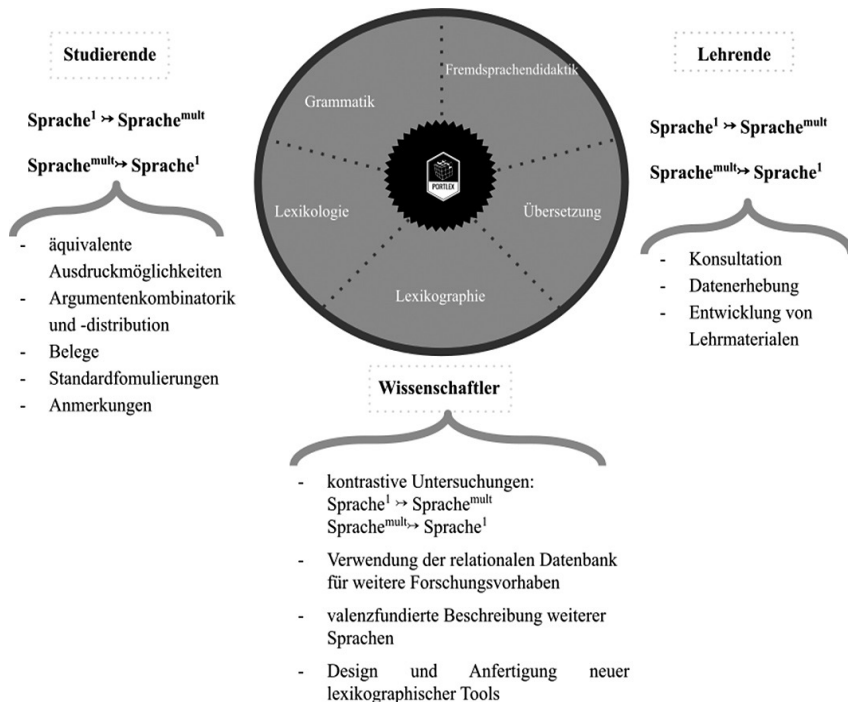 Studierende
Sprache¹ ↣ Sprache^mult
Sprache^mult ↣ Sprache¹
- äquivalente
Ausdruckmöglichkeiten
- Argumentenkombinatorik
und -distribution
- Belege
- Standardfomulierungen
- Anmerkungen
Fremdsprachendidaktik
Grammatik
PORTLEX
Lexikologie
Übersetzung
Lexikographie
Lehrende
Sprache¹ ↣ Sprache^mult
Sprache^mult ↣ Sprache¹
- Konsultation
- Datenerhebung
- Entwicklung von
Lehrmaterialen
Wissenschaftler
- kontrastive Untersuchungen:
Sprache¹ ↣ Sprache^mult
Sprache^mult ↣ Sprache¹
- Verwendung der relationalen Datenbank
für weitere Forschungsvorhaben
- valenzfundierte Beschreibung weiterer
Sprachen
- Design und Anfertigung neuer
lexikographischer Tools